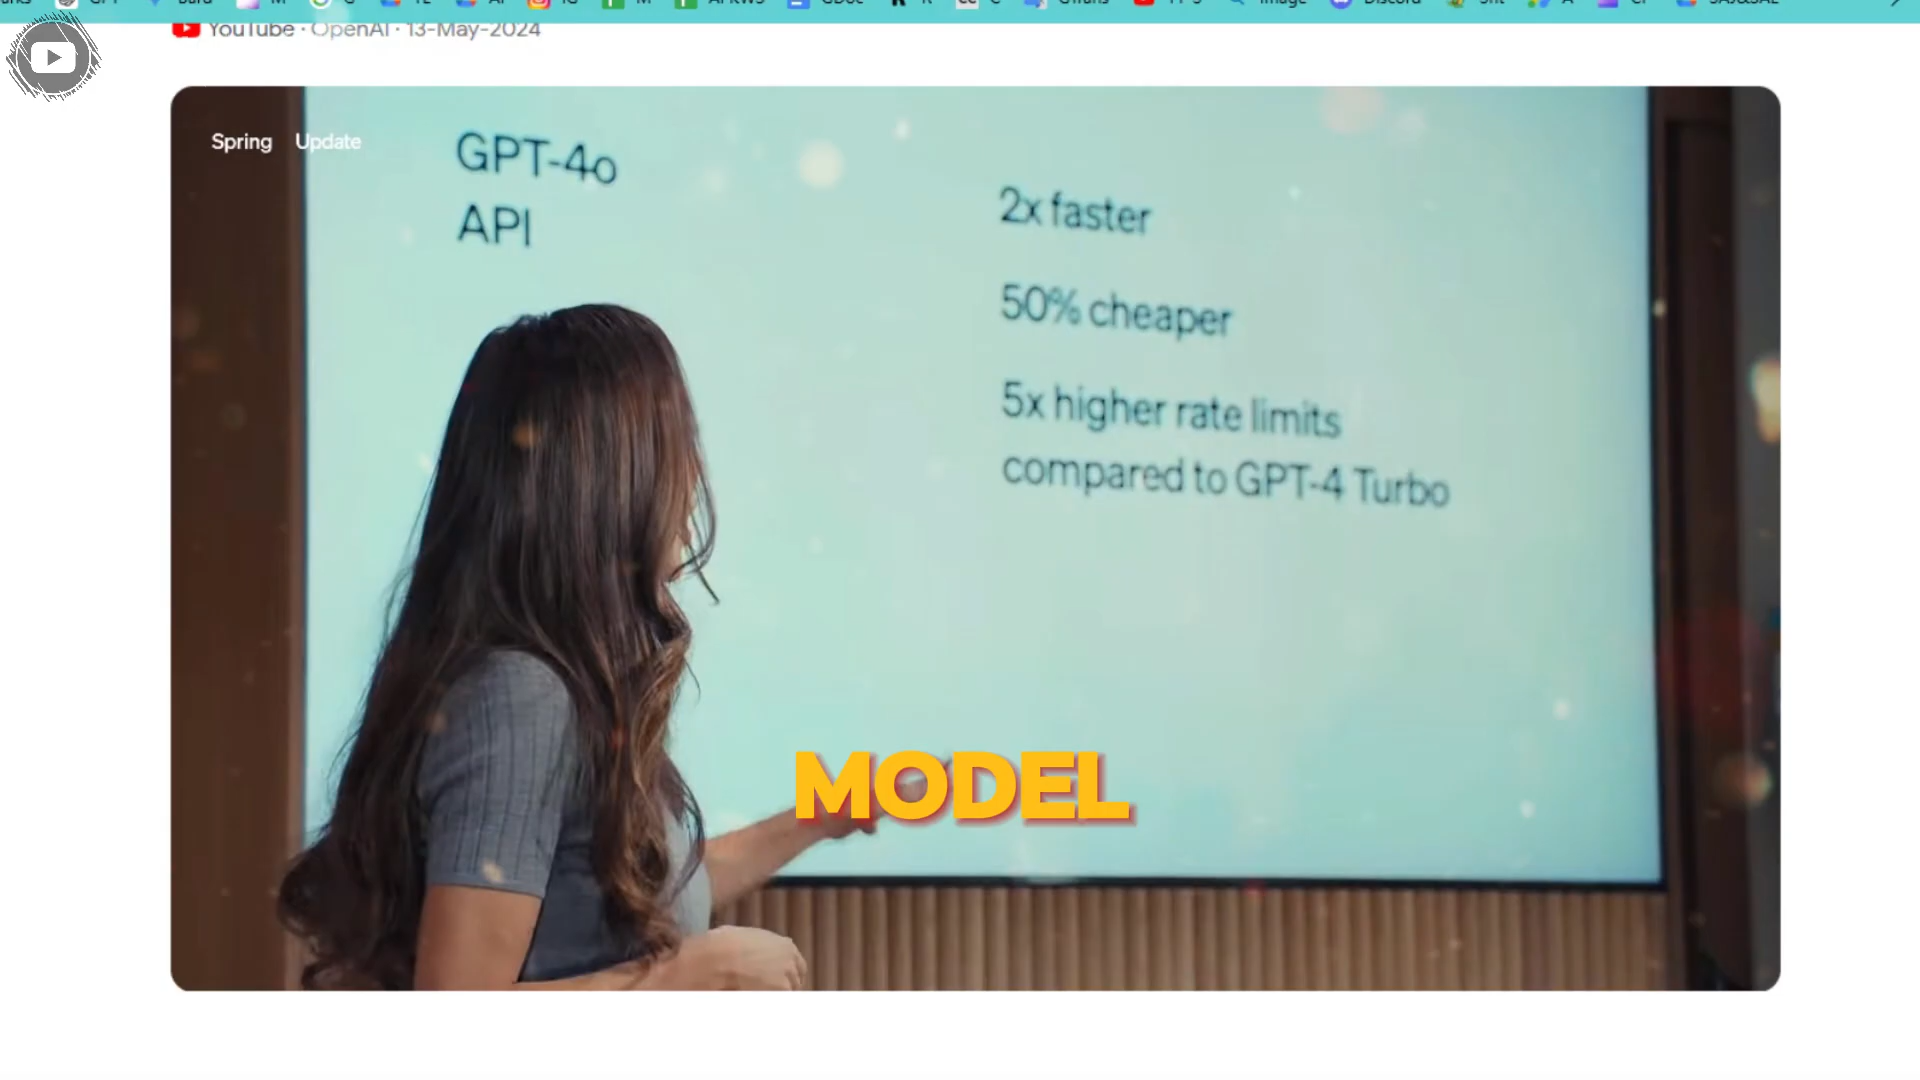 YouTube · OpenAI · 13-May-2024
Spring Update
GPT-4o
API
2x faster
50% cheaper
5x higher rate limits
compared to GPT-4 Turbo
MODEL